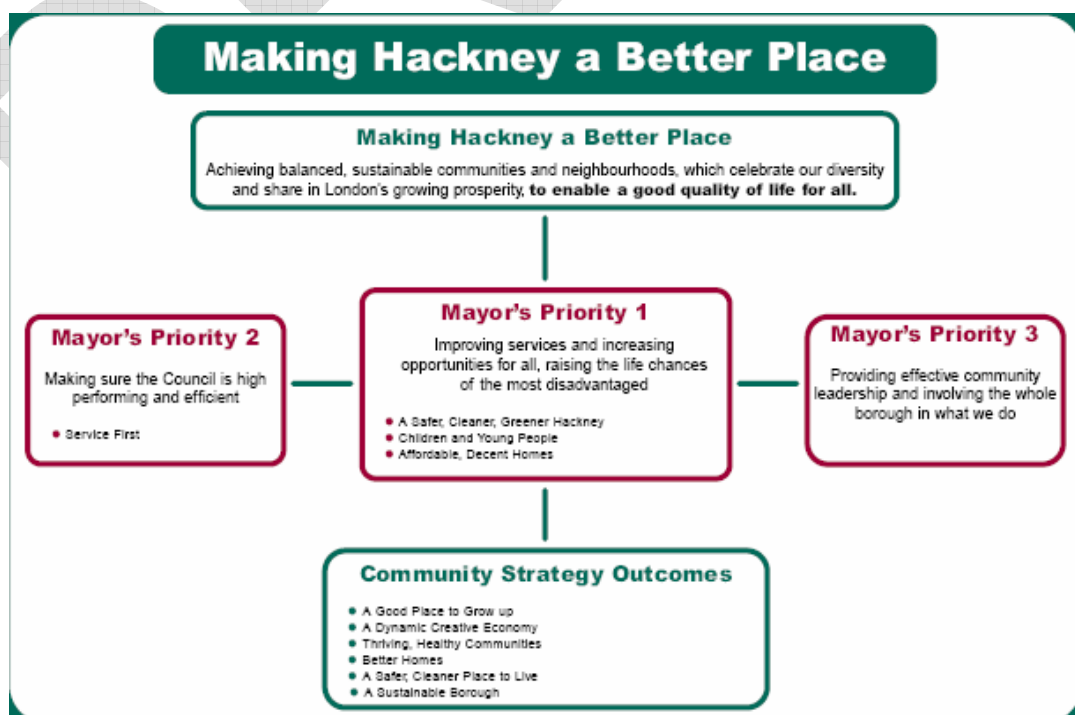 Making Hackney a Better Place
Making Hackney a Better Place
Achieving balanced, sustainable communities and neighbourhoods, which celebrate our diversity
and share in London's growing prosperity, to enable a good quality of life for all.
Mayor's Priority 2
Making sure the Council is high
performing and efficient
• Service First
Mayor's Priority 1
Improving services and increasing
opportunities for all, raising the life chances
of the most disadvantaged
• A Safer, Cleaner, Greener Hackney
• Children and Young People
• Affordable, Decent Homes
Mayor's Priority 3
Providing effective community
leadership and involving the whole
borough in what we do
Community Strategy Outcomes
• A Good Place to Grow up
• A Dynamic Creative Economy
• Thriving, Healthy Communities
• Better Homes
• A Safer, Cleaner Place to Live
• A Sustainable Borough